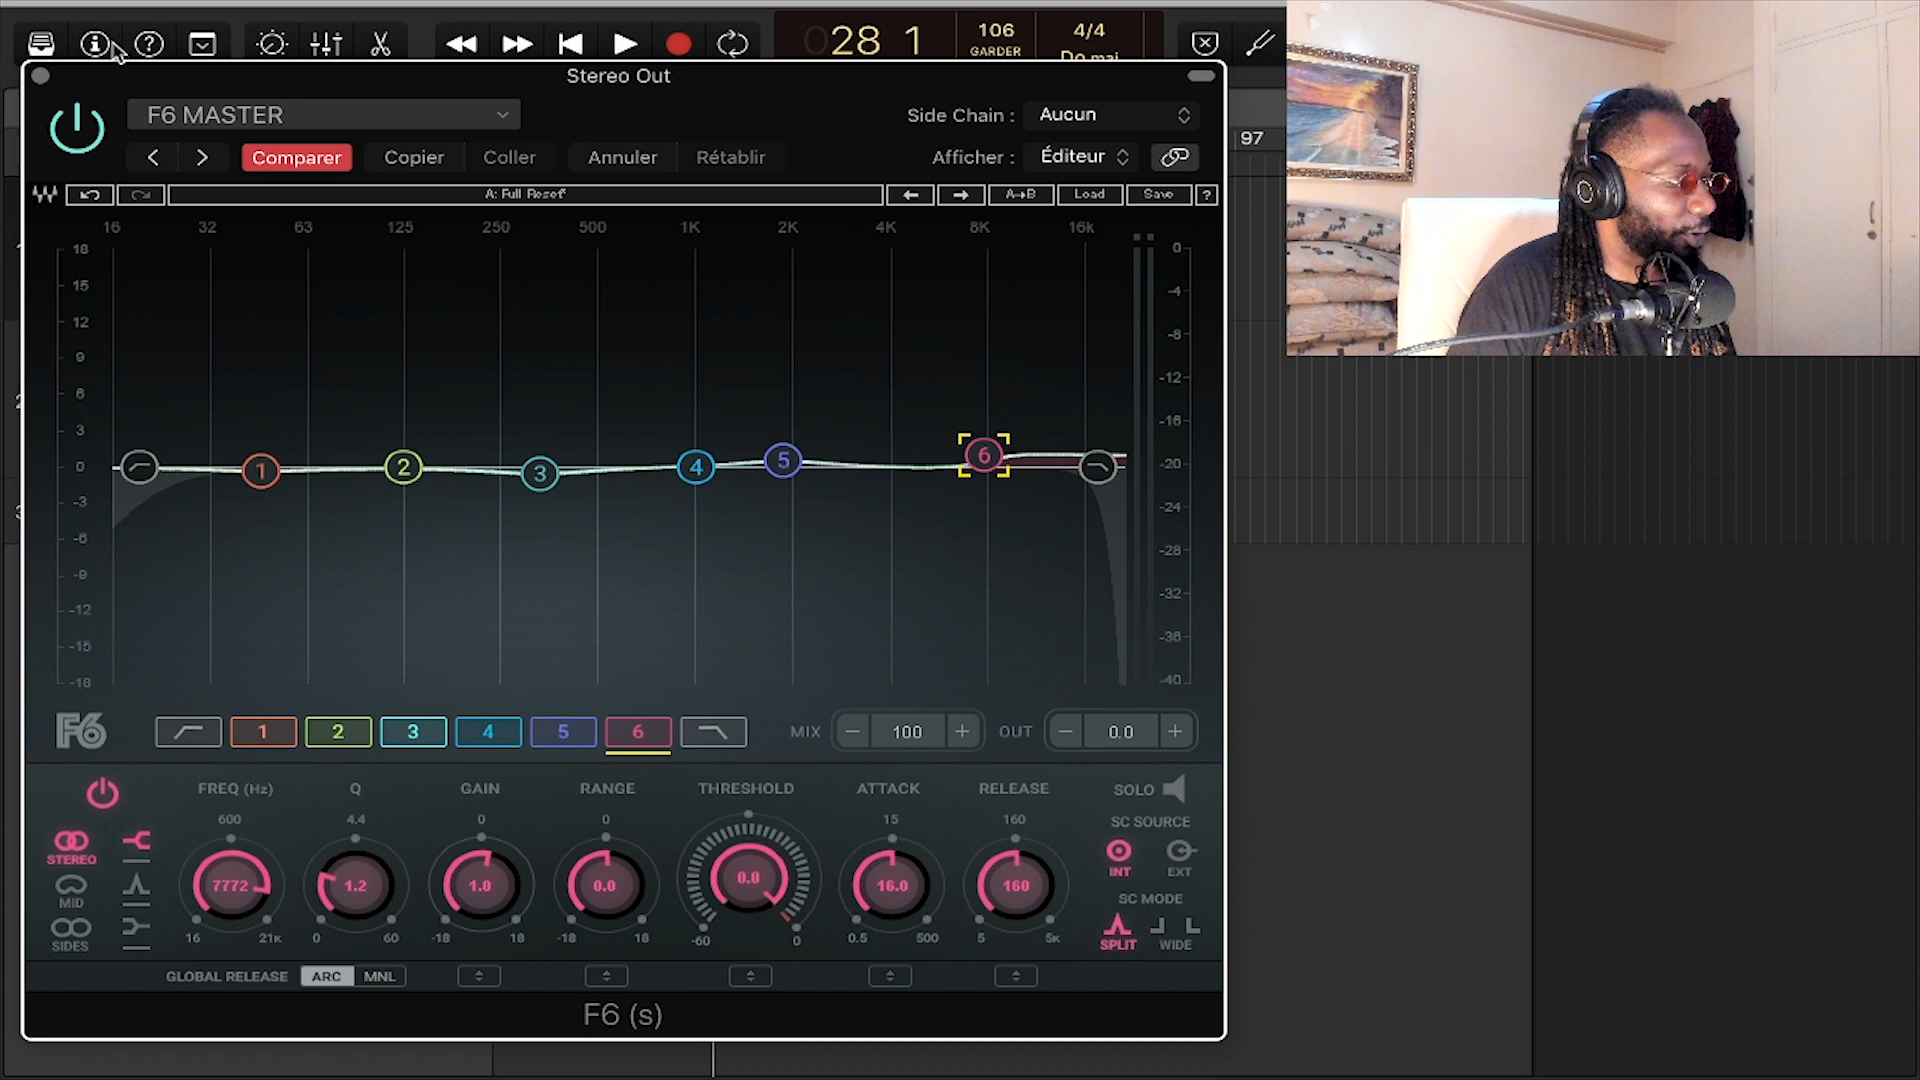 028 1
106
GARDER
4/4
Do maj
Stereo Out
F6 MASTER
Side Chain :
Aucun
97
Comparer
Copier
Coller
Annuler
Rétablir
Afficher :
Éditeur
A: Full Reset*
A→B
Load
Save
?
16 32 63 125 250 500 1K 2K 4K 8K 16k
18
15
12
9
6
3
0
-3
-6
-9
-12
-15
-18
0
-4
-8
-12
-16
-20
-24
-28
-32
-36
-40
1 2 3 4 5 6
F6
1 2 3 4 5 6
MIX
100
OUT
0.0
FREQ (Hz)
Q
GAIN
RANGE
THRESHOLD
ATTACK
RELEASE
SOLO
600
4.4
0
0
15
160
SC SOURCE
STEREO
7772
1.2
1.0
0.0
0.0
16.0
160
INT
EXT
MID
SC MODE
16 21K
0 60
-18 18
-18 18
-60 0
0.5 500
5 5K
SIDES
SPLIT
WIDE
GLOBAL RELEASE
ARC
MNL
F6 (s)